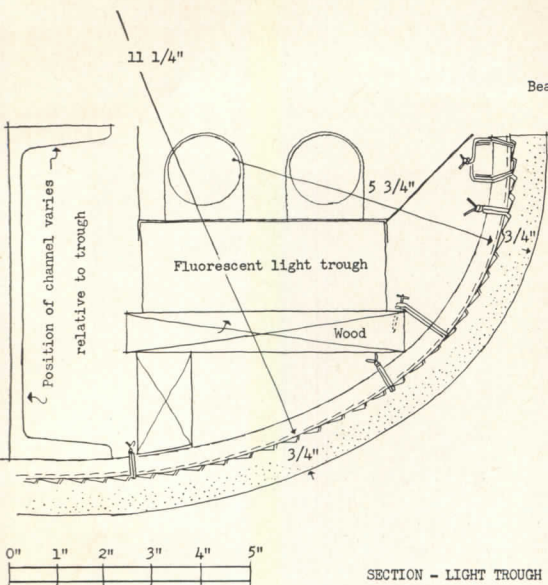 11 1/4"
Bea
5 3/4"
3/4"
Position of channel varies
relative to trough
Fluorescent light trough
Wood
3/4"
0" 1" 2" 3" 4" 5"
SECTION - LIGHT TROUGH